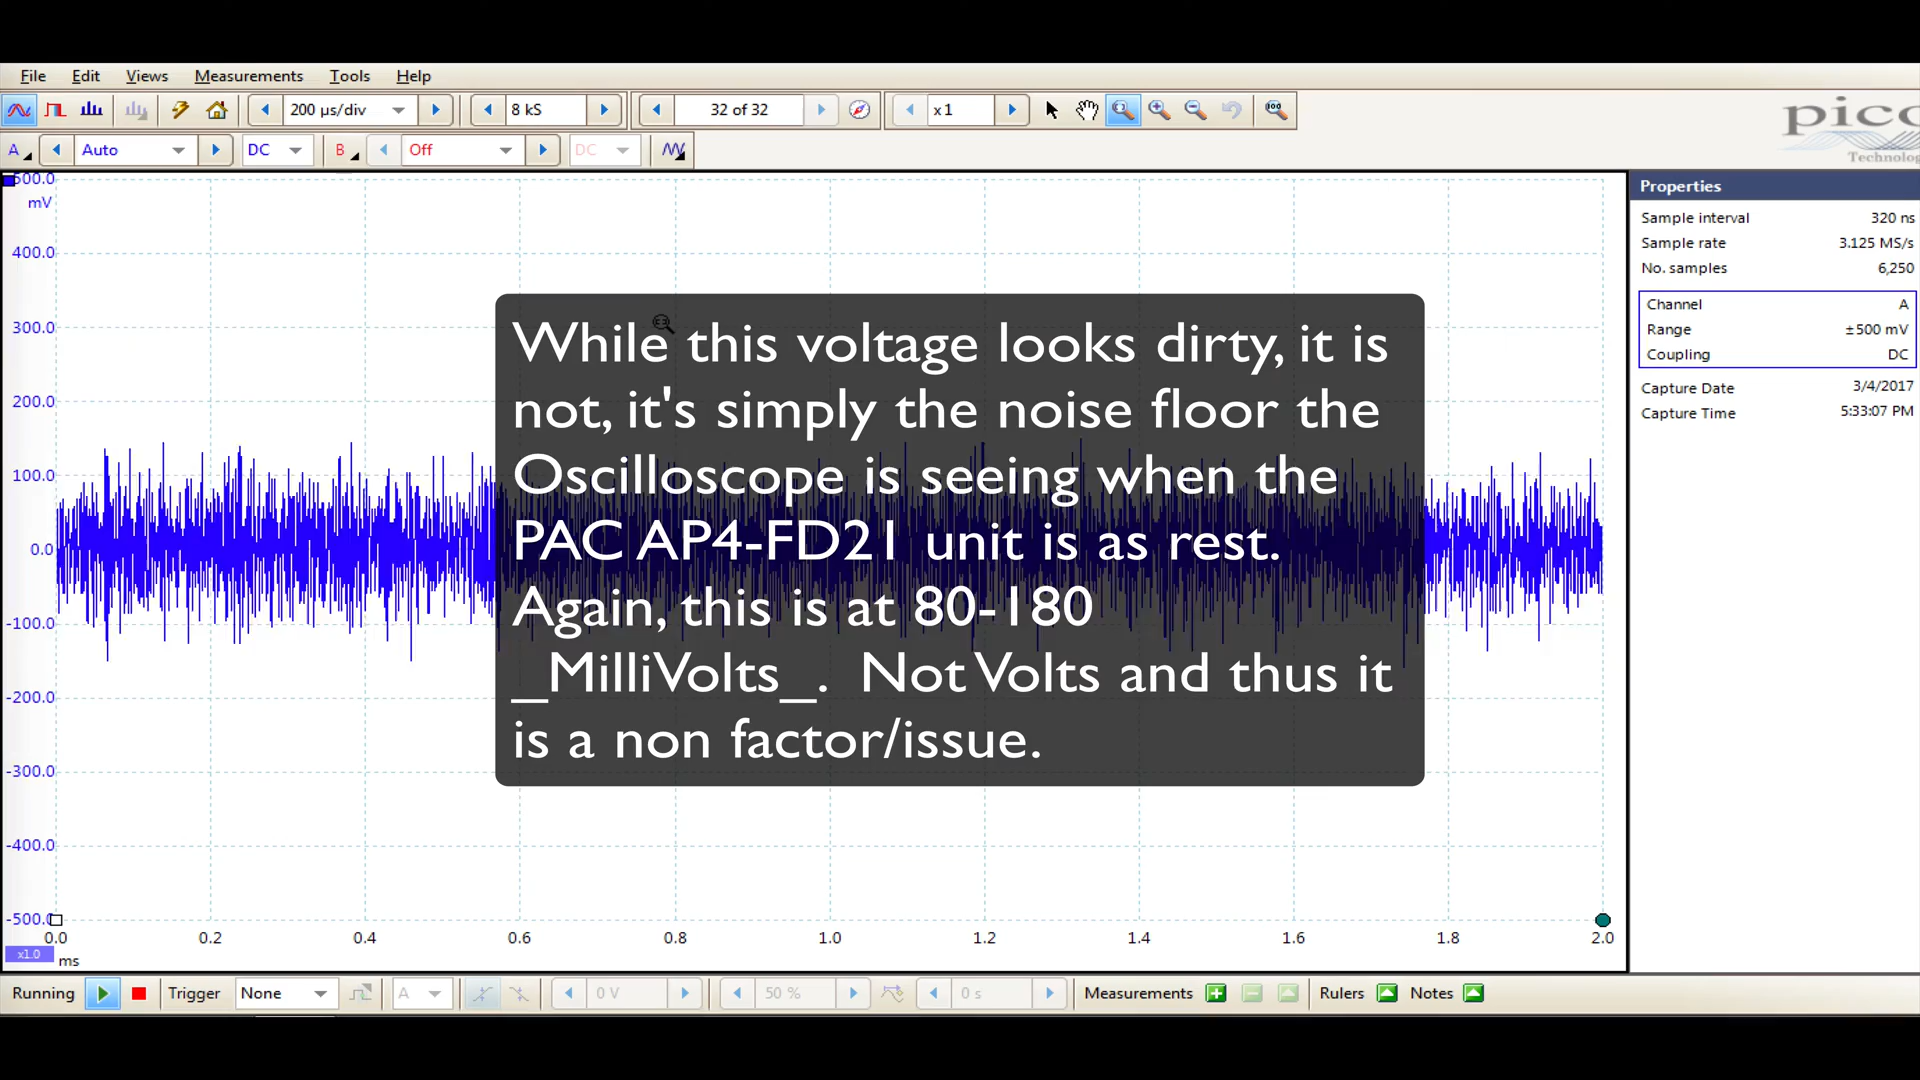 File Edit Views Measurements Tools Help
200 µs/div 8 kS 32 of 32 x1
A Auto DC B Off DC
pico
Technolog
500.0
mV
400.0
300.0
200.0
100.0
0.0
-100.0
-200.0
-300.0
-400.0
-500.0
0.0 0.2 0.4 0.6 0.8 1.0 1.2 1.4 1.6 1.8 2.0
x1.0
ms
While this voltage looks dirty, it is
not, it's simply the noise floor the
Oscilloscope is seeing when the
PAC AP4-FD21 unit is as rest.
Again, this is at 80-180
_MilliVolts_. Not Volts and thus it
is a non factor/issue.
Properties
Sample interval 320 ns
Sample rate 3.125 MS/s
No. samples 6,250
Channel A
Range ±500 mV
Coupling DC
Capture Date 3/4/2017
Capture Time 5:33:07 PM
Running Trigger None A 0 V 50 % 0 s Measurements Rulers Notes